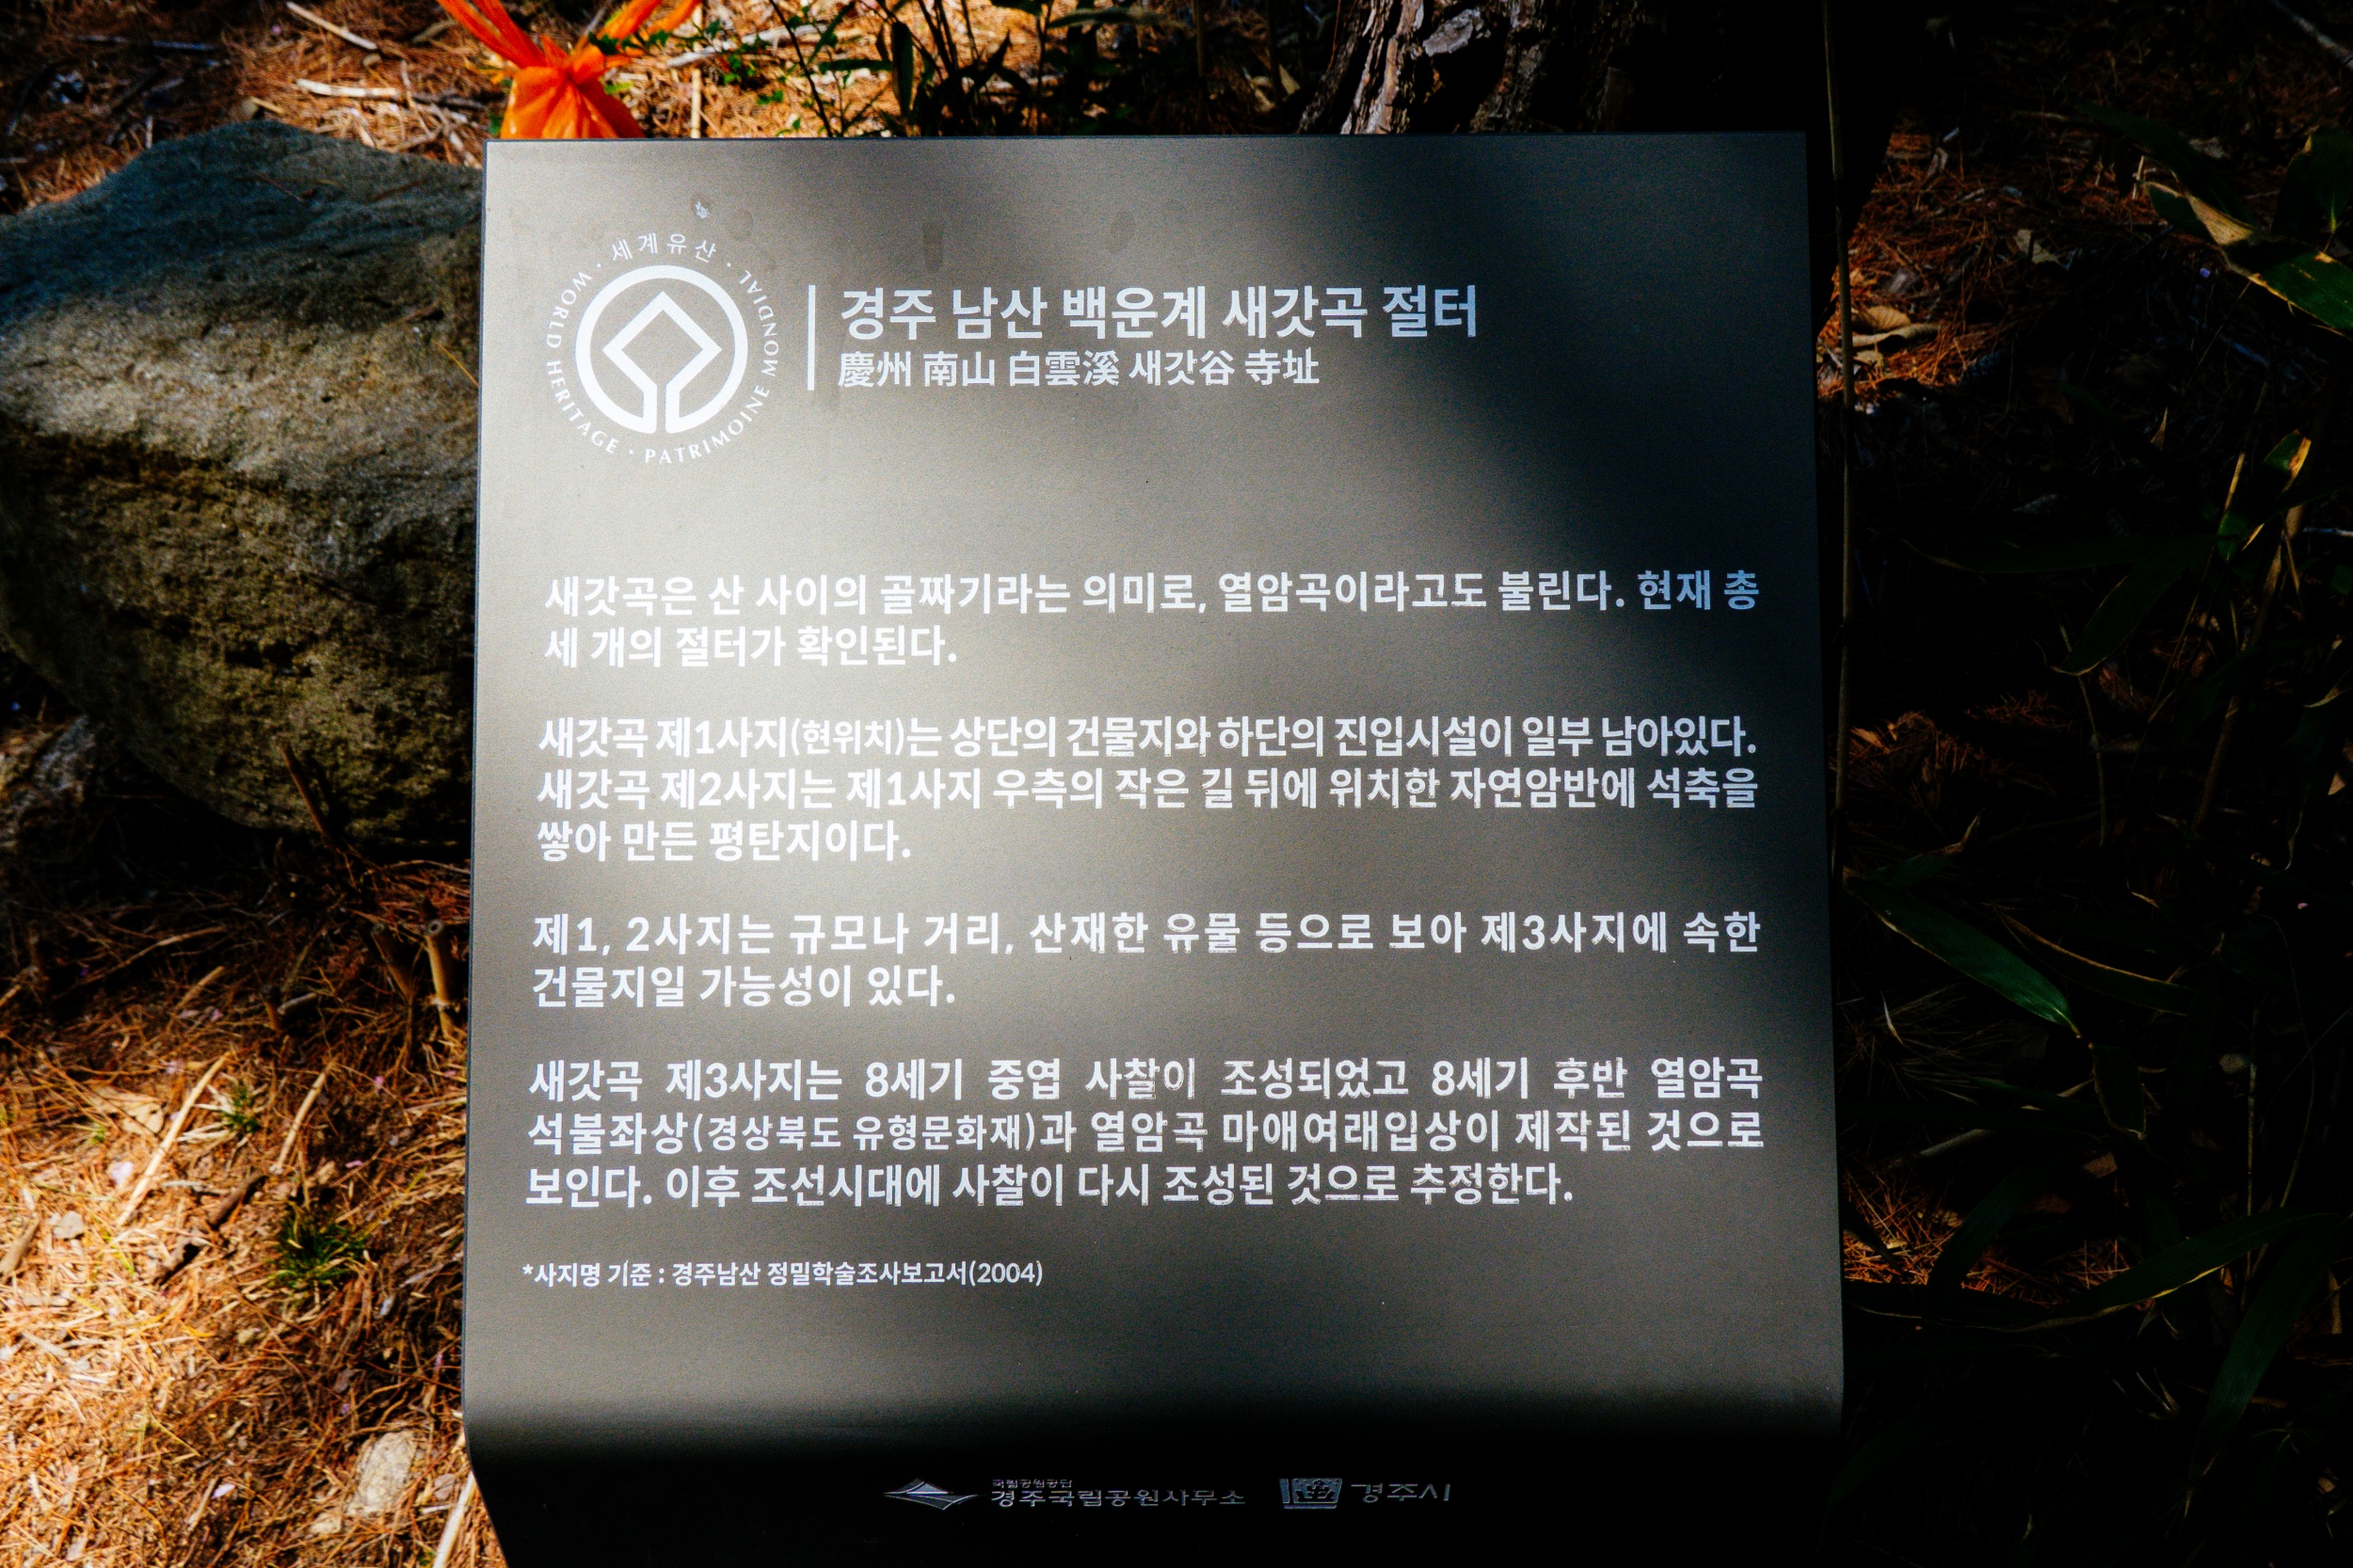 세계유산 · WORLD HERITAGE · PATRIMOINE MONDIAL ·
경주 남산 백운계 새갓곡 절터
慶州 南山 白雲溪 새갓谷 寺址
새갓곡은 산 사이의 골짜기라는 의미로, 열암곡이라고도 불린다. 현재 총
세 개의 절터가 확인된다.
새갓곡 제1사지(현위치)는 상단의 건물지와 하단의 진입시설이 일부 남아있다.
새갓곡 제2사지는 제1사지 우측의 작은 길 뒤에 위치한 자연암반에 석축을
쌓아 만든 평탄지이다.
제1, 2사지는 규모나 거리, 산재한 유물 등으로 보아 제3사지에 속한
건물지일 가능성이 있다.
새갓곡 제3사지는 8세기 중엽 사찰이 조성되었고 8세기 후반 열암곡
석불좌상(경상북도 유형문화재)과 열암곡 마애여래입상이 제작된 것으로
보인다. 이후 조선시대에 사찰이 다시 조성된 것으로 추정한다.
*사지명 기준 : 경주남산 정밀학술조사보고서(2004)
국립공원공단
경주국립공원사무소
경주시